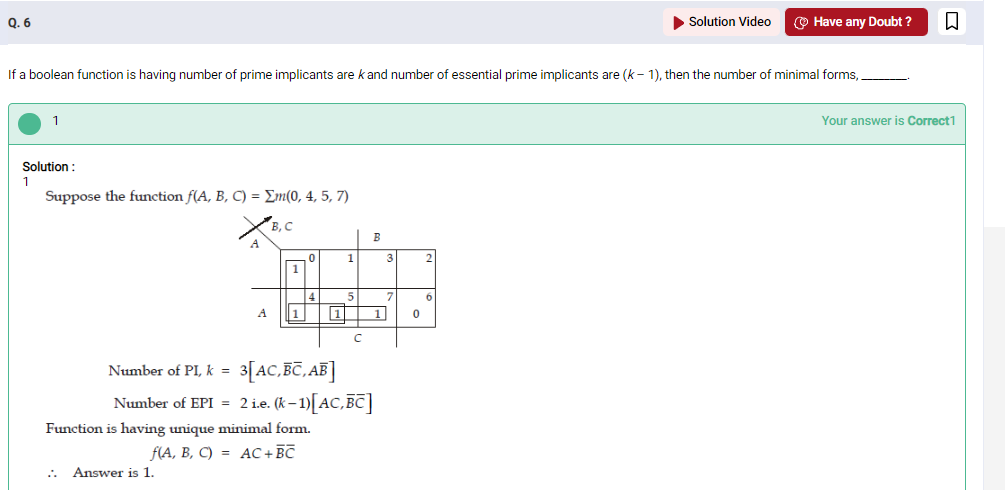 Q. 6
Solution Video
Have any Doubt ?
If a boolean function is having number of prime implicants are k and number of essential prime implicants are (k – 1), then the number of minimal forms, ________.
1
Your answer is Correct1
Solution :
1
Suppose the function f(A, B, C) = Σm(0, 4, 5, 7)
B, C
A
B
0 1 3 2
1
4 5 7 6
A 1 1 1 0
C
Number of PI, k = 3[AC, B̅C̅, AB̅]
Number of EPI = 2 i.e. (k – 1)[AC, B̅C̅]
Function is having unique minimal form.
f(A, B, C) = AC + B̅C̅
∴ Answer is 1.